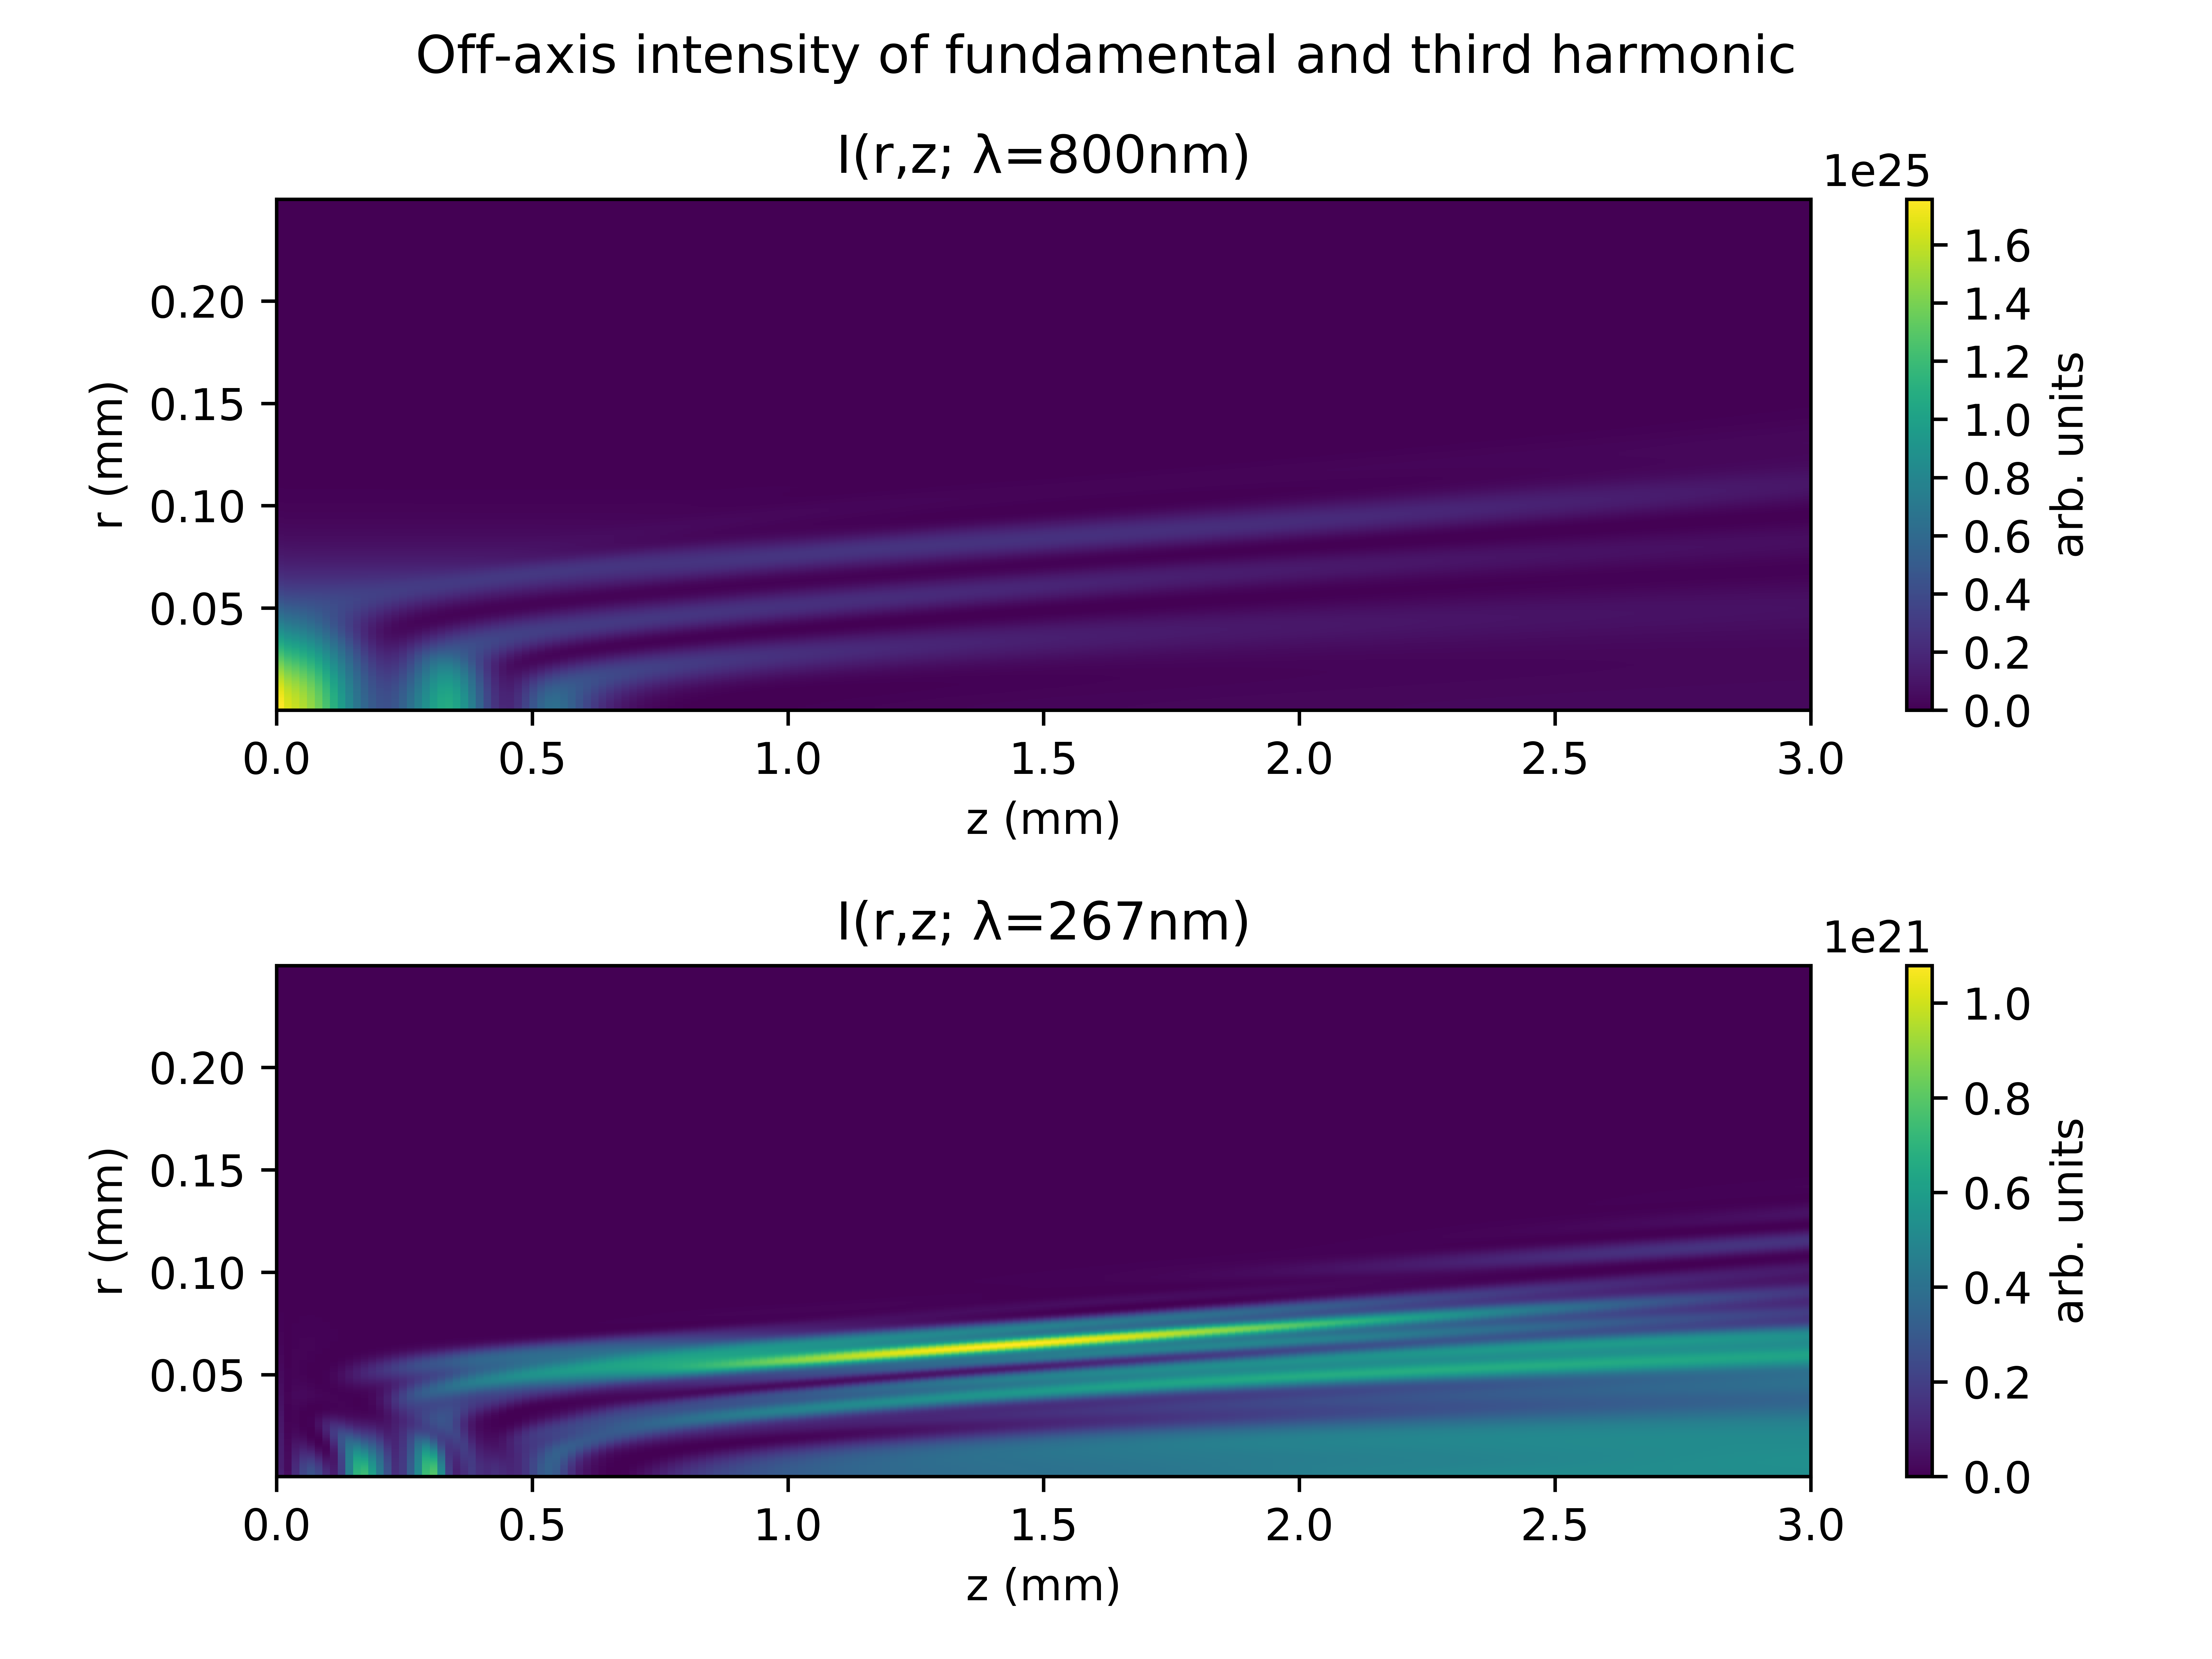 Off-axis intensity of fundamental and third harmonic
I(r,z; λ=800nm)
1e25
r (mm)
0.20
0.15
0.10
0.05
0.0 0.5 1.0 1.5 2.0 2.5 3.0
z (mm)
1.6
1.4
1.2
1.0
0.8
0.6
0.4
0.2
0.0
arb. units
I(r,z; λ=267nm)
1e21
r (mm)
0.20
0.15
0.10
0.05
0.0 0.5 1.0 1.5 2.0 2.5 3.0
z (mm)
1.0
0.8
0.6
0.4
0.2
0.0
arb. units